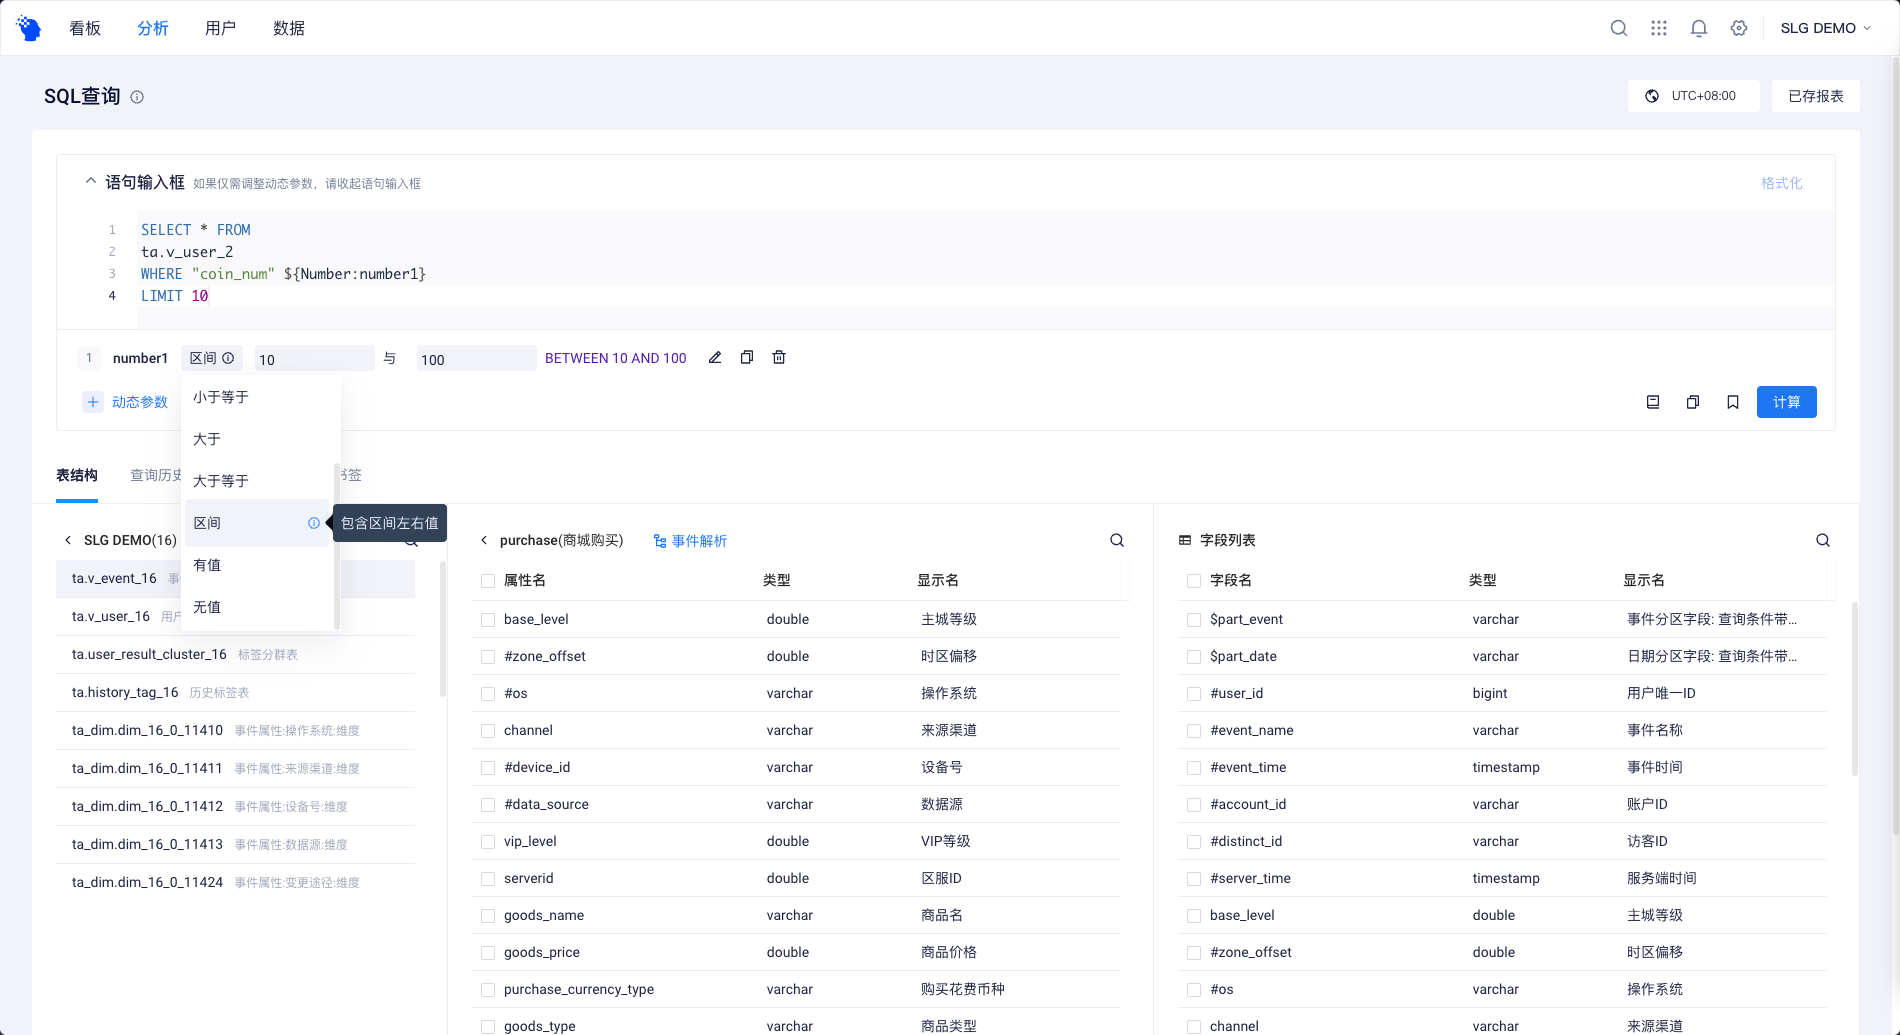 看板 分析 用户 数据 SLG DEMO
SQL查询 UTC+08:00 已存报表
语句输入框 如果仅需调整动态参数，请收起语句输入框 格式化
1 SELECT * FROM
2 ta.v_user_2
3 WHERE "coin_num" ${Number:number1}
4 LIMIT 10
1 number1 区间 10 与 100 BETWEEN 10 AND 100
动态参数 计算
小于等于
大于
大于等于
区间 包含区间左右值
有值
无值
表结构 查询历史 书签
SLG DEMO(16)
ta.v_event_16 事
ta.v_user_16 用户
ta.user_result_cluster_16 标签分群表
ta.history_tag_16 历史标签表
ta_dim.dim_16_0_11410 事件属性:操作系统:维度
ta_dim.dim_16_0_11411 事件属性:来源渠道:维度
ta_dim.dim_16_0_11412 事件属性:设备号:维度
ta_dim.dim_16_0_11413 事件属性:数据源:维度
ta_dim.dim_16_0_11424 事件属性:变更途径:维度
purchase(商城购买) 事件解析
属性名 类型 显示名
base_level double 主城等级
#zone_offset double 时区偏移
#os varchar 操作系统
channel varchar 来源渠道
#device_id varchar 设备号
#data_source varchar 数据源
vip_level double VIP等级
serverid double 区服ID
goods_name varchar 商品名
goods_price double 商品价格
purchase_currency_type varchar 购买花费币种
goods_type varchar 商品类型
字段列表
字段名 类型 显示名
$part_event varchar 事件分区字段: 查询条件带...
$part_date varchar 日期分区字段: 查询条件带...
#user_id bigint 用户唯一ID
#event_name varchar 事件名称
#event_time timestamp 事件时间
#account_id varchar 账户ID
#distinct_id varchar 访客ID
#server_time timestamp 服务端时间
base_level double 主城等级
#zone_offset double 时区偏移
#os varchar 操作系统
channel varchar 来源渠道